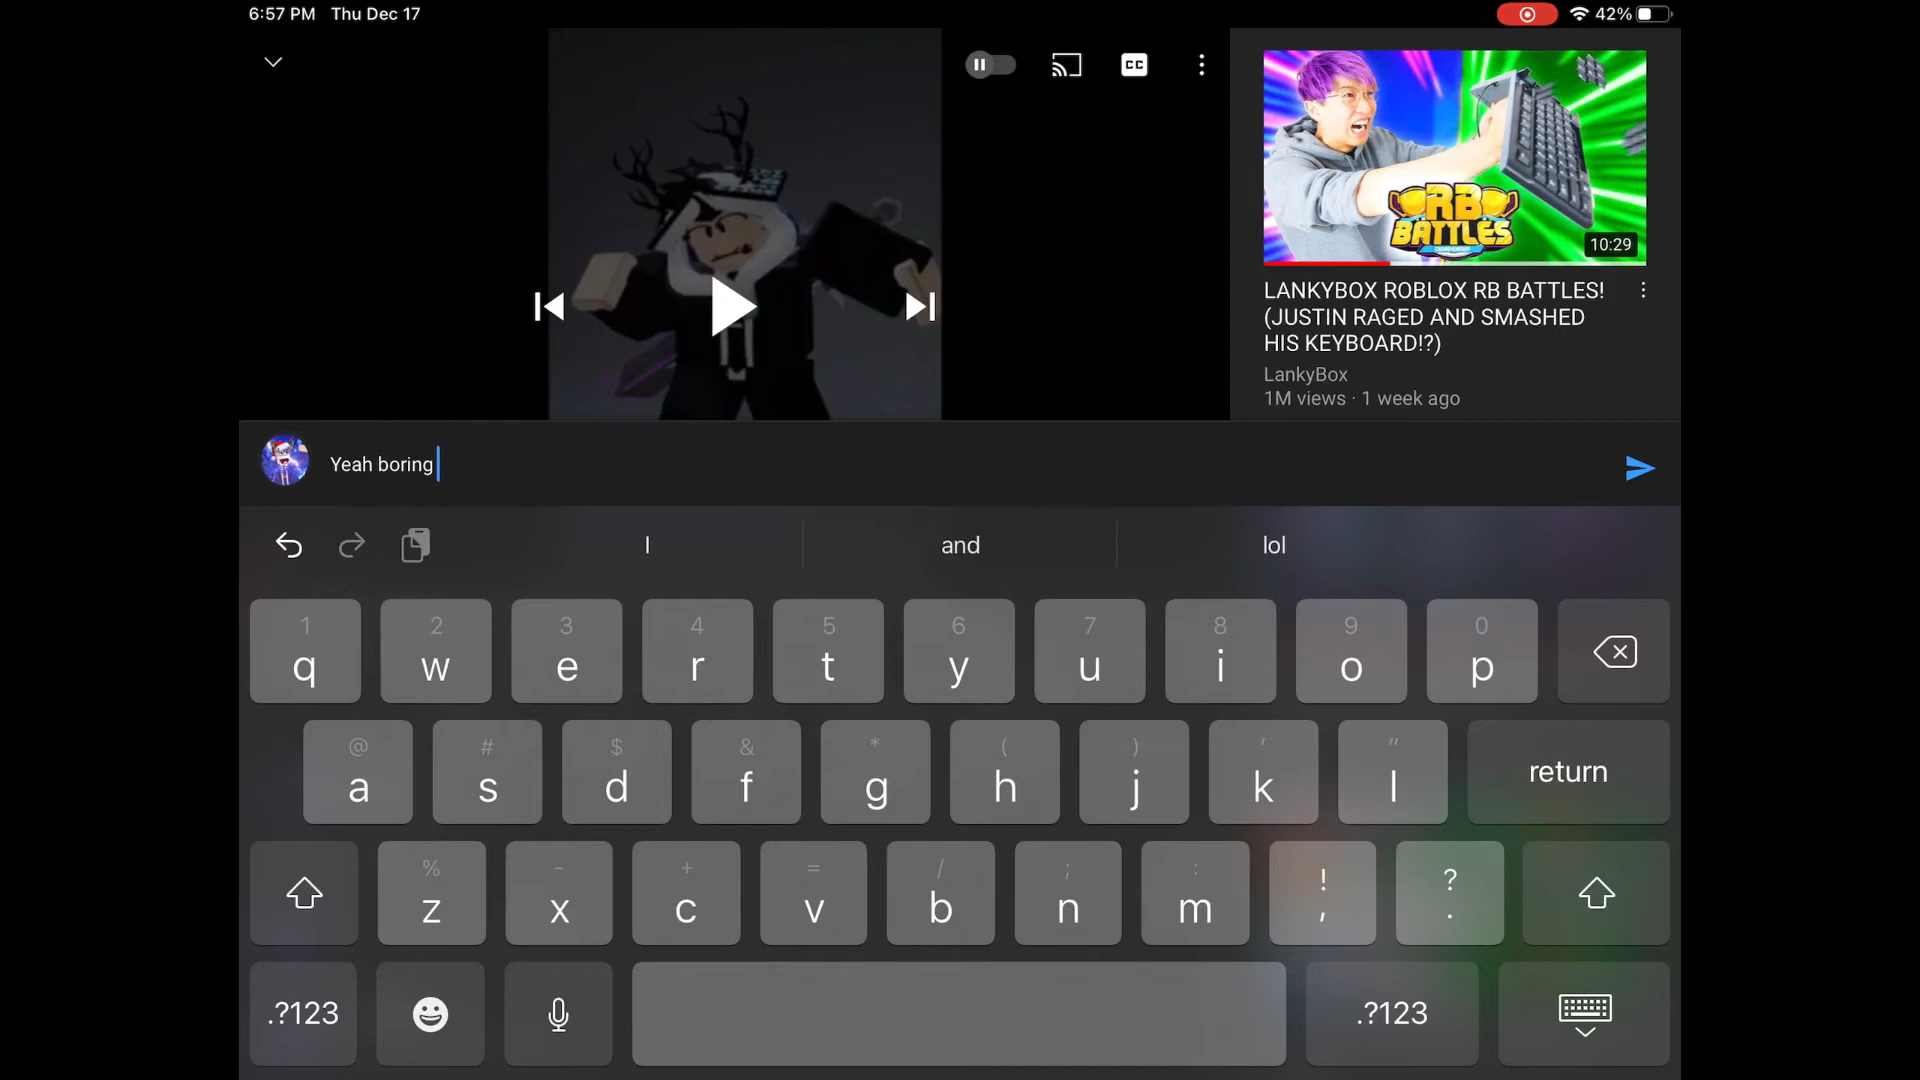 6:57 PM Thu Dec 17
42%
CC
RB
BATTLES
10:29
LANKYBOX ROBLOX RB BATTLES!
(JUSTIN RAGED AND SMASHED
HIS KEYBOARD!?)
LankyBox
1M views · 1 week ago
Yeah boring
I and lol
1 2 3 4 5 6 7 8 9 0
q w e r t y u i o p
@ # $ & * ( ) ' "
a s d f g h j k l return
% - + = / ; : ! ?
z x c v b n m , .
.?123 .?123